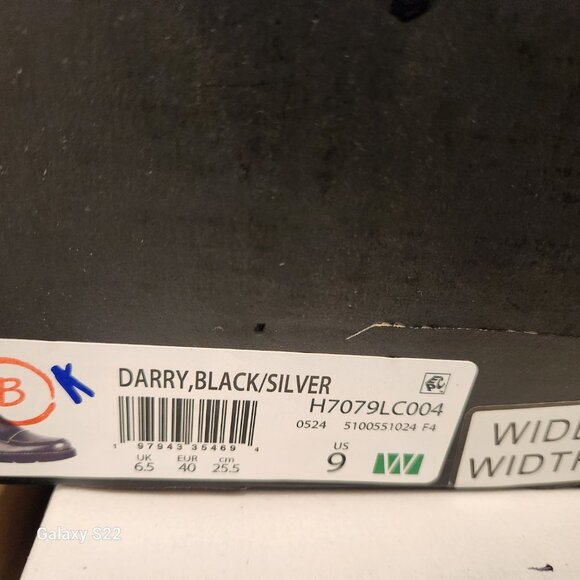 B K
DARRY,BLACK/SILVER
H7079LC004
0524 5100551024 F4
1 97943 35469 4
UK EUR cm US
6.5 40 25.5 9 W
WIDE
WIDTH
Galaxy S22